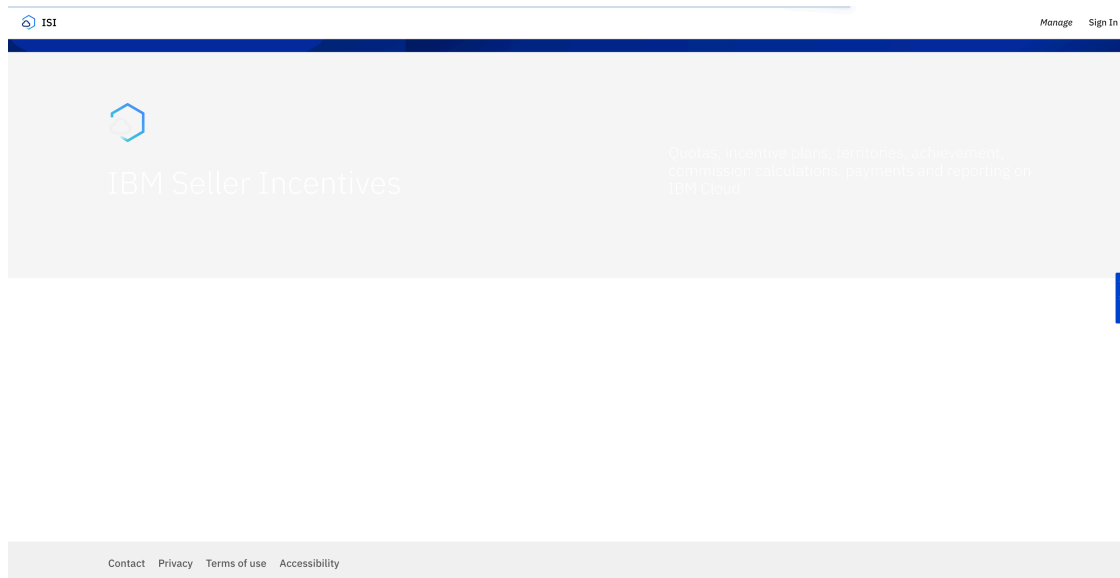 ISI
Manage Sign In
IBM Seller Incentives
Quotas, incentive plans, territories, achievement,
commission calculations, payments and reporting on
IBM Cloud
Contact Privacy Terms of use Accessibility